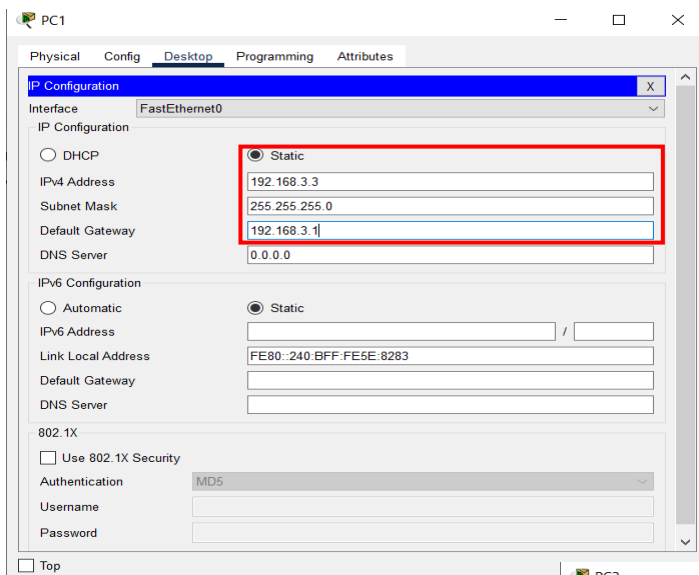 PC1
Physical Config Desktop Programming Attributes
IP Configuration X
Interface FastEthernet0
IP Configuration
DHCP Static
IPv4 Address 192.168.3.3
Subnet Mask 255.255.255.0
Default Gateway 192.168.3.1
DNS Server 0.0.0.0
IPv6 Configuration
Automatic Static
IPv6 Address /
Link Local Address FE80::240:BFF:FE5E:8283
Default Gateway
DNS Server
802.1X
Use 802.1X Security
Authentication MD5
Username
Password
Top